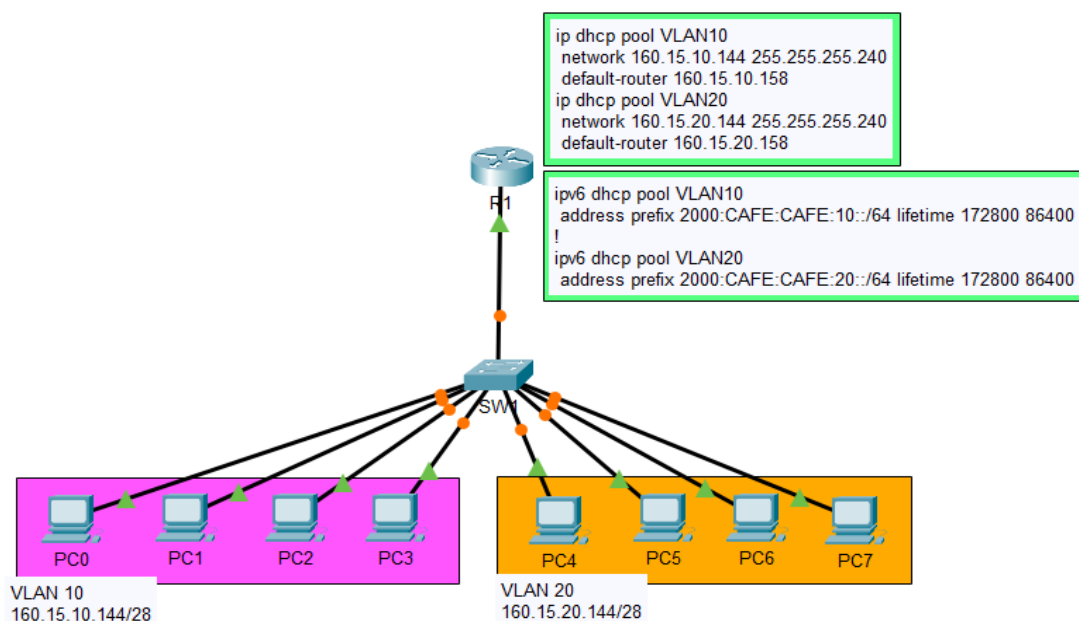 ip dhcp pool VLAN10
network 160.15.10.144 255.255.255.240
default-router 160.15.10.158
ip dhcp pool VLAN20
network 160.15.20.144 255.255.255.240
default-router 160.15.20.158
R1
ipv6 dhcp pool VLAN10
address prefix 2000:CAFE:CAFE:10::/64 lifetime 172800 86400
!
ipv6 dhcp pool VLAN20
address prefix 2000:CAFE:CAFE:20::/64 lifetime 172800 86400
SW1
PC0
PC1
PC2
PC3
PC4
PC5
PC6
PC7
VLAN 10
160.15.10.144/28
VLAN 20
160.15.20.144/28